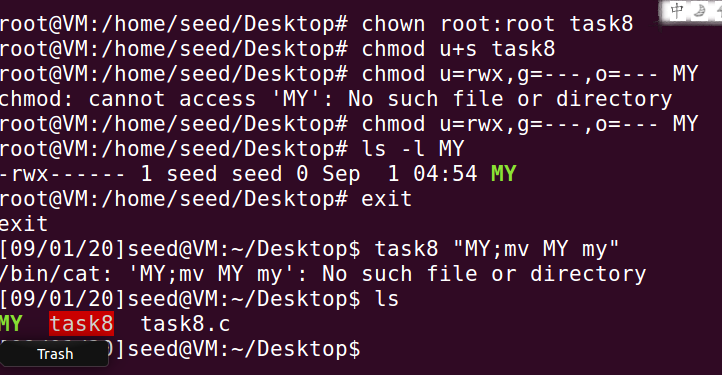 中
root@VM:/home/seed/Desktop# chown root:root task8
root@VM:/home/seed/Desktop# chmod u+s task8
root@VM:/home/seed/Desktop# chmod u=rwx,g=---,o=--- MY
chmod: cannot access 'MY': No such file or directory
root@VM:/home/seed/Desktop# chmod u=rwx,g=---,o=--- MY
root@VM:/home/seed/Desktop# ls -l MY
-rwx------ 1 seed seed 0 Sep  1 04:54 MY
root@VM:/home/seed/Desktop# exit
exit
[09/01/20]seed@VM:~/Desktop$ task8 "MY;mv MY my"
/bin/cat: 'MY;mv MY my': No such file or directory
[09/01/20]seed@VM:~/Desktop$ ls
MY  task8  task8.c
0]seed@VM:~/Desktop$
Trash